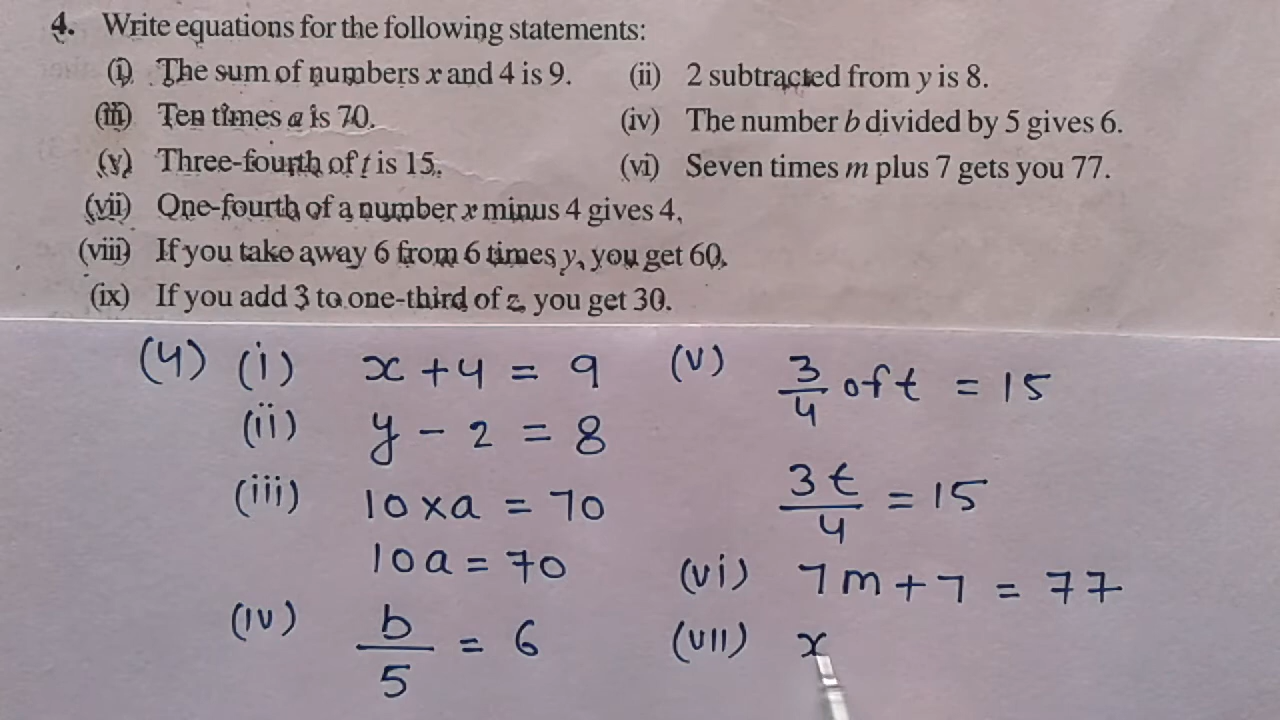 4. Write equations for the following statements:
(i) The sum of numbers x and 4 is 9. (ii) 2 subtracted from y is 8.
(iii) Ten times a is 70. (iv) The number b divided by 5 gives 6.
(v) Three-fourth of t is 15. (vi) Seven times m plus 7 gets you 77.
(vii) One-fourth of a number x minus 4 gives 4.
(viii) If you take away 6 from 6 times y, you get 60.
(ix) If you add 3 to one-third of z, you get 30.
(4) (i) x + 4 = 9
(ii) y - 2 = 8
(iii) 10 x a = 70
10a = 70
(iv) b/5 = 6
(v) 3/4 of t = 15
3t/4 = 15
(vi) 7m + 7 = 77
(vii) x